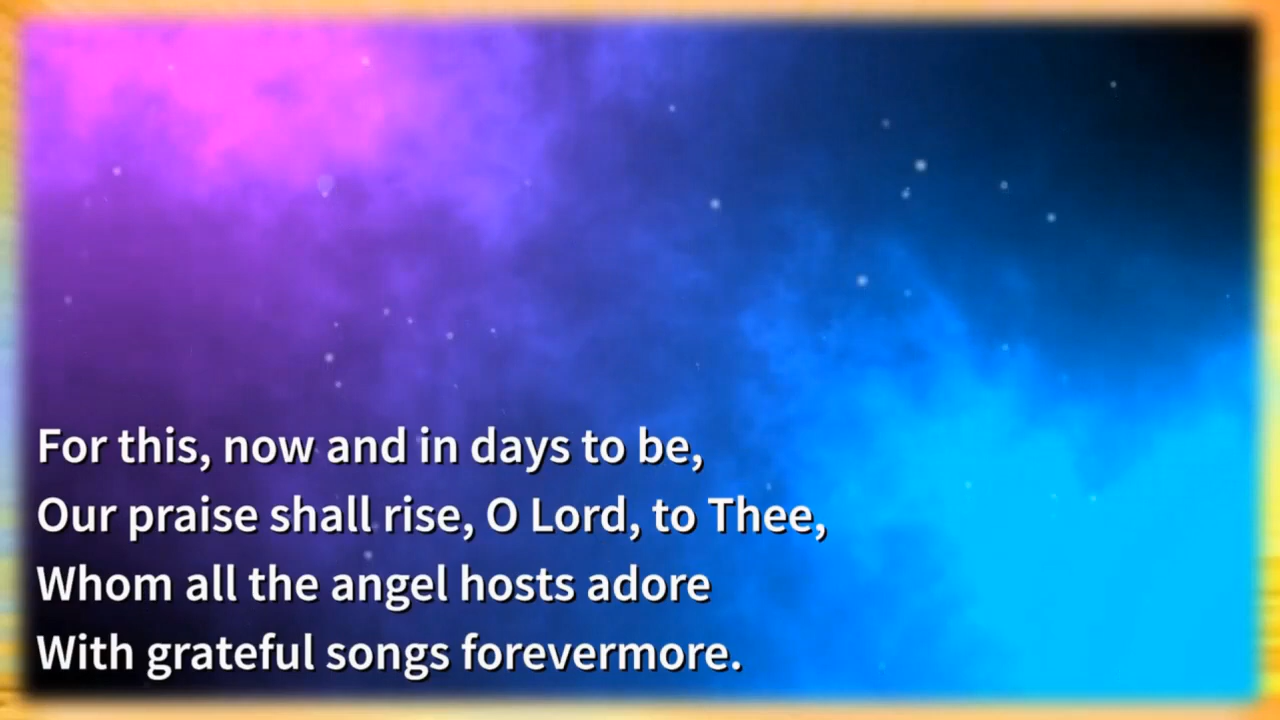 For this, now and in days to be,
Our praise shall rise, O Lord, to Thee,
Whom all the angel hosts adore
With grateful songs forevermore.